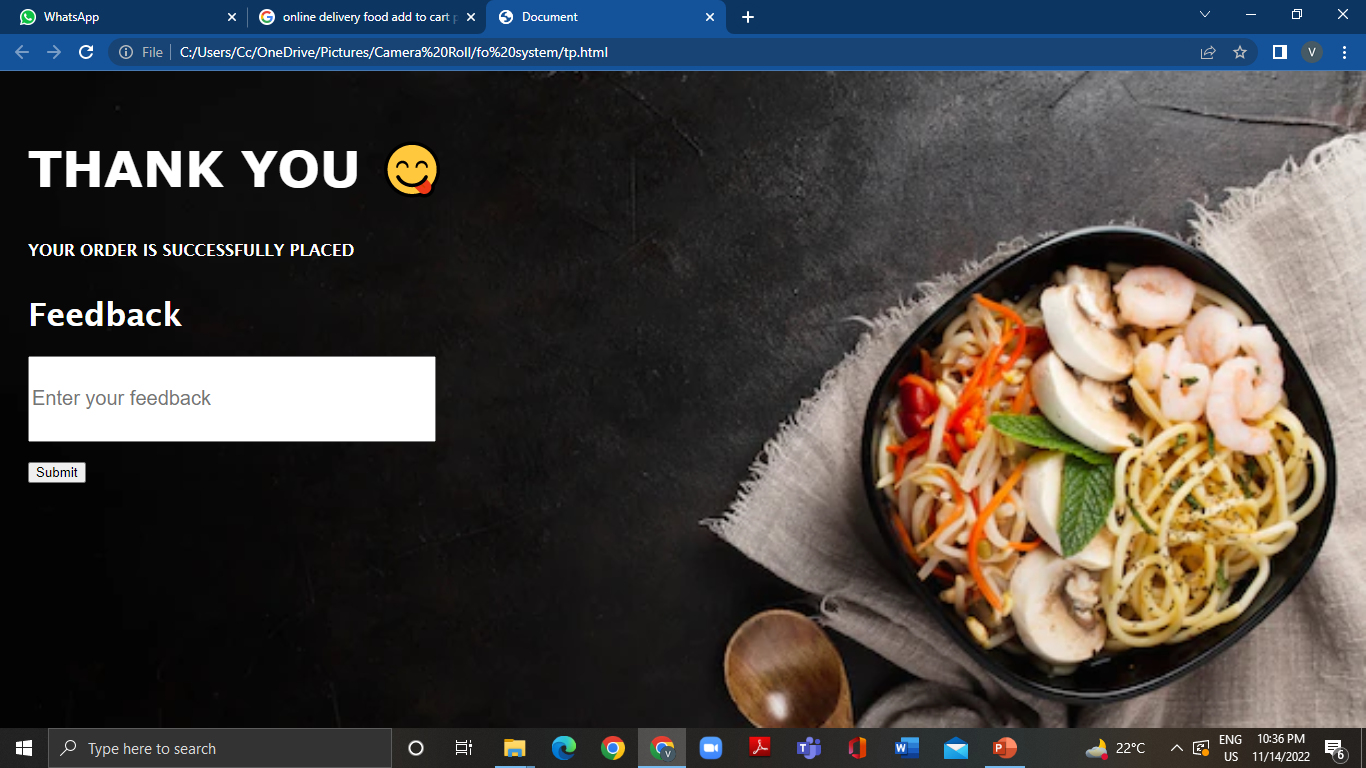 WhatsApp
online delivery food add to cart p
Document
File
C:/Users/Cc/OneDrive/Pictures/Camera%20Roll/fo%20system/tp.html
V
THANK YOU 😋
YOUR ORDER IS SUCCESSFULLY PLACED
Feedback
Enter your feedback
Submit
Type here to search
22°C
ENG
US
10:36 PM
11/14/2022
6